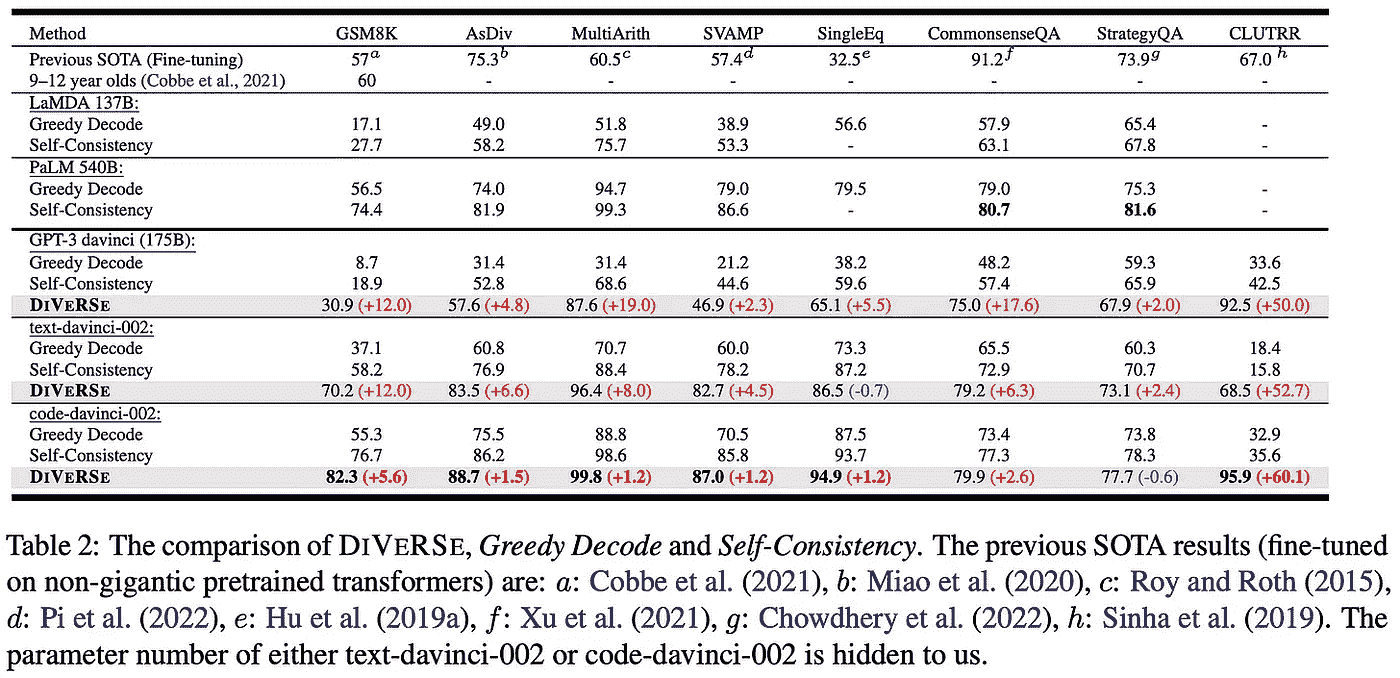 Method GSM8K AsDiv MultiArith SVAMP SingleEq CommonsenseQA StrategyQA CLUTRR
Previous SOTA (Fine-tuning) 57a 75.3b 60.5c 57.4d 32.5e 91.2f 73.9g 67.0h
9–12 year olds (Cobbe et al., 2021) 60 - - - - - - -
LaMDA 137B:
Greedy Decode 17.1 49.0 51.8 38.9 56.6 57.9 65.4 -
Self-Consistency 27.7 58.2 75.7 53.3 - 63.1 67.8 -
PaLM 540B:
Greedy Decode 56.5 74.0 94.7 79.0 79.5 79.0 75.3 -
Self-Consistency 74.4 81.9 99.3 86.6 - 80.7 81.6 -
GPT-3 davinci (175B):
Greedy Decode 8.7 31.4 31.4 21.2 38.2 48.2 59.3 33.6
Self-Consistency 18.9 52.8 68.6 44.6 59.6 57.4 65.9 42.5
DIVERSE 30.9 (+12.0) 57.6 (+4.8) 87.6 (+19.0) 46.9 (+2.3) 65.1 (+5.5) 75.0 (+17.6) 67.9 (+2.0) 92.5 (+50.0)
text-davinci-002:
Greedy Decode 37.1 60.8 70.7 60.0 73.3 65.5 60.3 18.4
Self-Consistency 58.2 76.9 88.4 78.2 87.2 72.9 70.7 15.8
DIVERSE 70.2 (+12.0) 83.5 (+6.6) 96.4 (+8.0) 82.7 (+4.5) 86.5 (-0.7) 79.2 (+6.3) 73.1 (+2.4) 68.5 (+52.7)
code-davinci-002:
Greedy Decode 55.3 75.5 88.8 70.5 87.5 73.4 73.8 32.9
Self-Consistency 76.7 86.2 98.6 85.8 93.7 77.3 78.3 35.6
DIVERSE 82.3 (+5.6) 88.7 (+1.5) 99.8 (+1.2) 87.0 (+1.2) 94.9 (+1.2) 79.9 (+2.6) 77.7 (-0.6) 95.9 (+60.1)
Table 2: The comparison of DIVERSE, Greedy Decode and Self-Consistency. The previous SOTA results (fine-tuned
on non-gigantic pretrained transformers) are: a: Cobbe et al. (2021), b: Miao et al. (2020), c: Roy and Roth (2015),
d: Pi et al. (2022), e: Hu et al. (2019a), f: Xu et al. (2021), g: Chowdhery et al. (2022), h: Sinha et al. (2019). The
parameter number of either text-davinci-002 or code-davinci-002 is hidden to us.